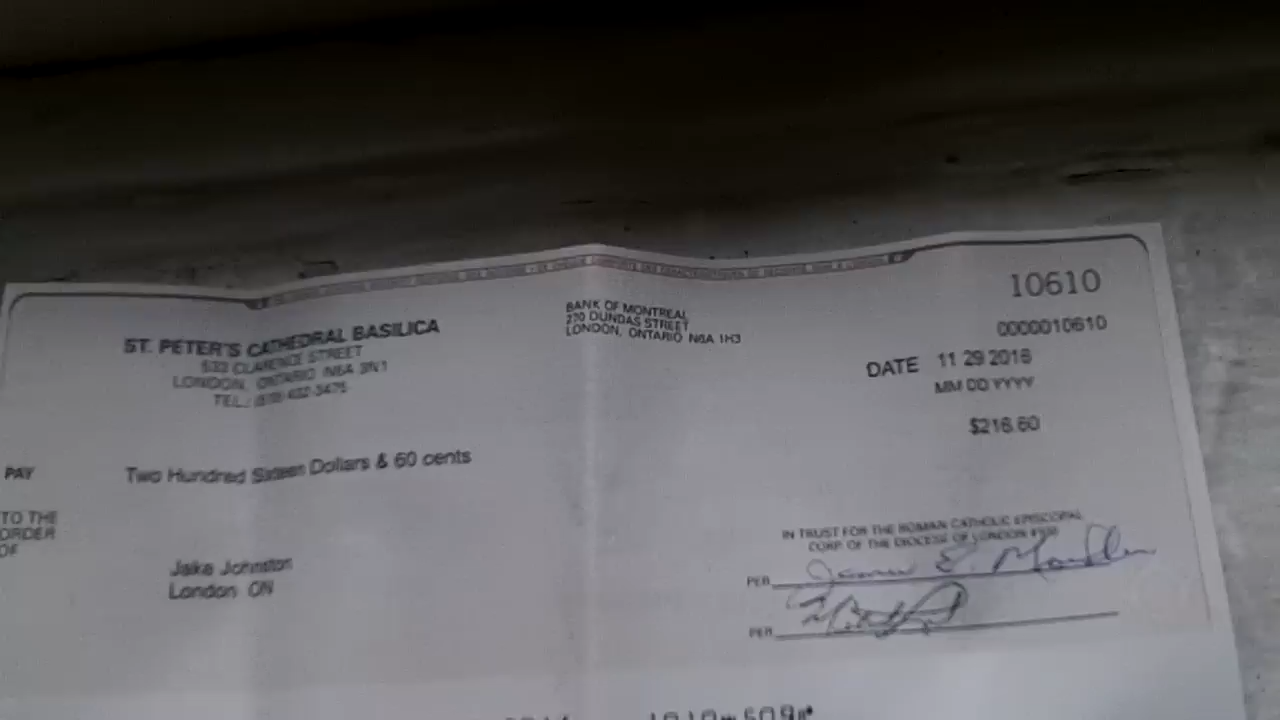 10610
ST. PETER'S CATHEDRAL BASILICA
533 CLARENCE STREET
LONDON, ONTARIO N6A 3N1
TEL.:
BANK OF MONTREAL
270 DUNDAS STREET
LONDON, ONTARIO N6A 1H3
0000010610
DATE 11 29 2016
MM DD YYYY
$216.60
PAY Two Hundred Sixteen Dollars & 60 cents
TO THE
ORDER
OF
Jake Johnston
London ON
IN TRUST FOR THE ROMAN CATHOLIC EPISCOPAL
CORP. OF THE DIOCESE OF LONDON
PER
PER